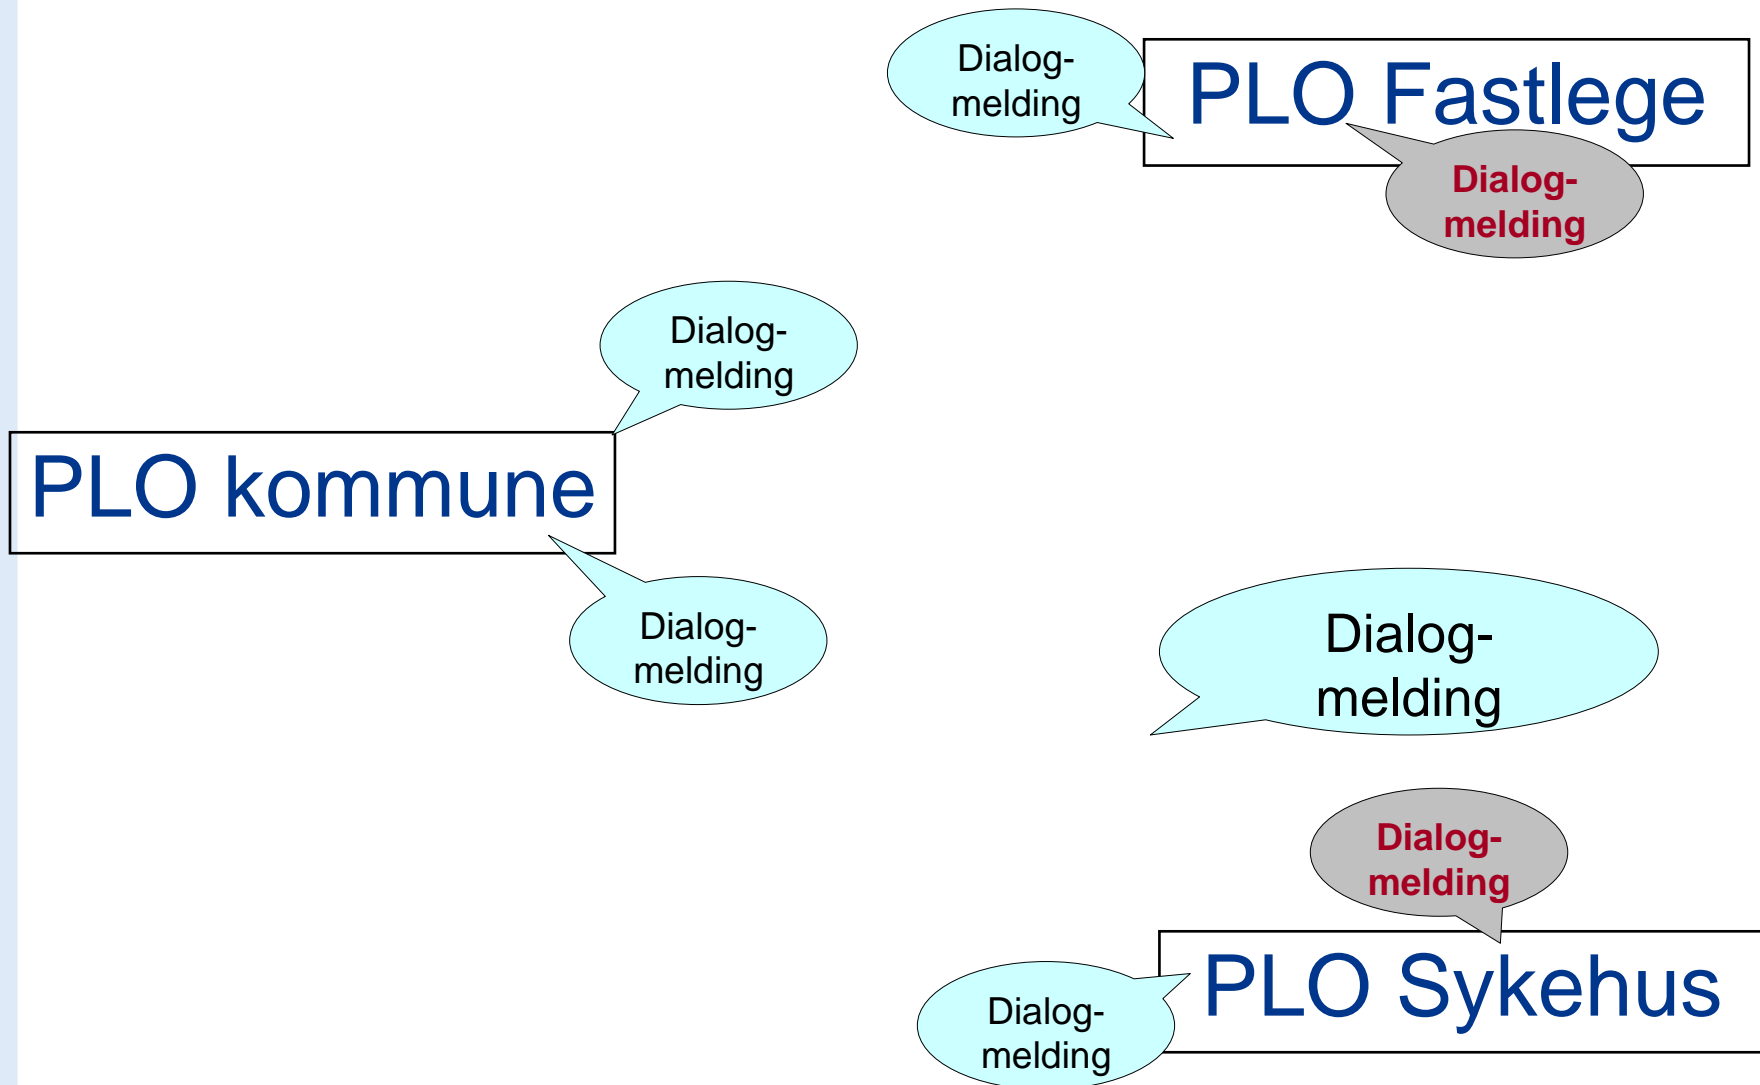 Dialog-
melding
PLO Fastlege
Dialog-
melding
Dialog-
melding
PLO kommune
Dialog-
melding
Dialog-
melding
Dialog-
melding
PLO Sykehus
Dialog-
melding